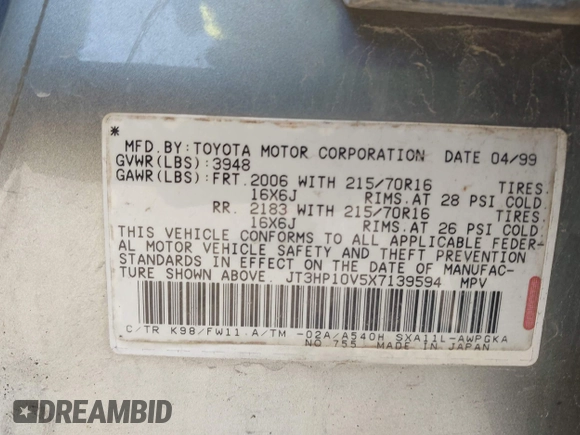 *
MFD.BY:TOYOTA MOTOR CORPORATION DATE 04/99
GVWR(LBS):3948
GAWR(LBS):FRT.2006 WITH 215/70R16 TIRES.
16X6J RIMS.AT 28 PSI COLD.
RR. 2183 WITH 215/70R16 TIRES.
16X6J RIMS.AT 26 PSI COLD.
THIS VEHICLE CONFORMS TO ALL APPLICABLE FEDER-
AL MOTOR VEHICLE SAFETY AND THEFT PREVENTION
STANDARDS IN EFFECT ON THE DATE OF MANUFAC-
TURE SHOWN ABOVE. JT3HP10V5X7139594 MPV
C/TR K98/FW11 A/TM -02A/A540H SXA11L-AWPGKA
NO 755 MADE IN JAPAN
DREAMBID